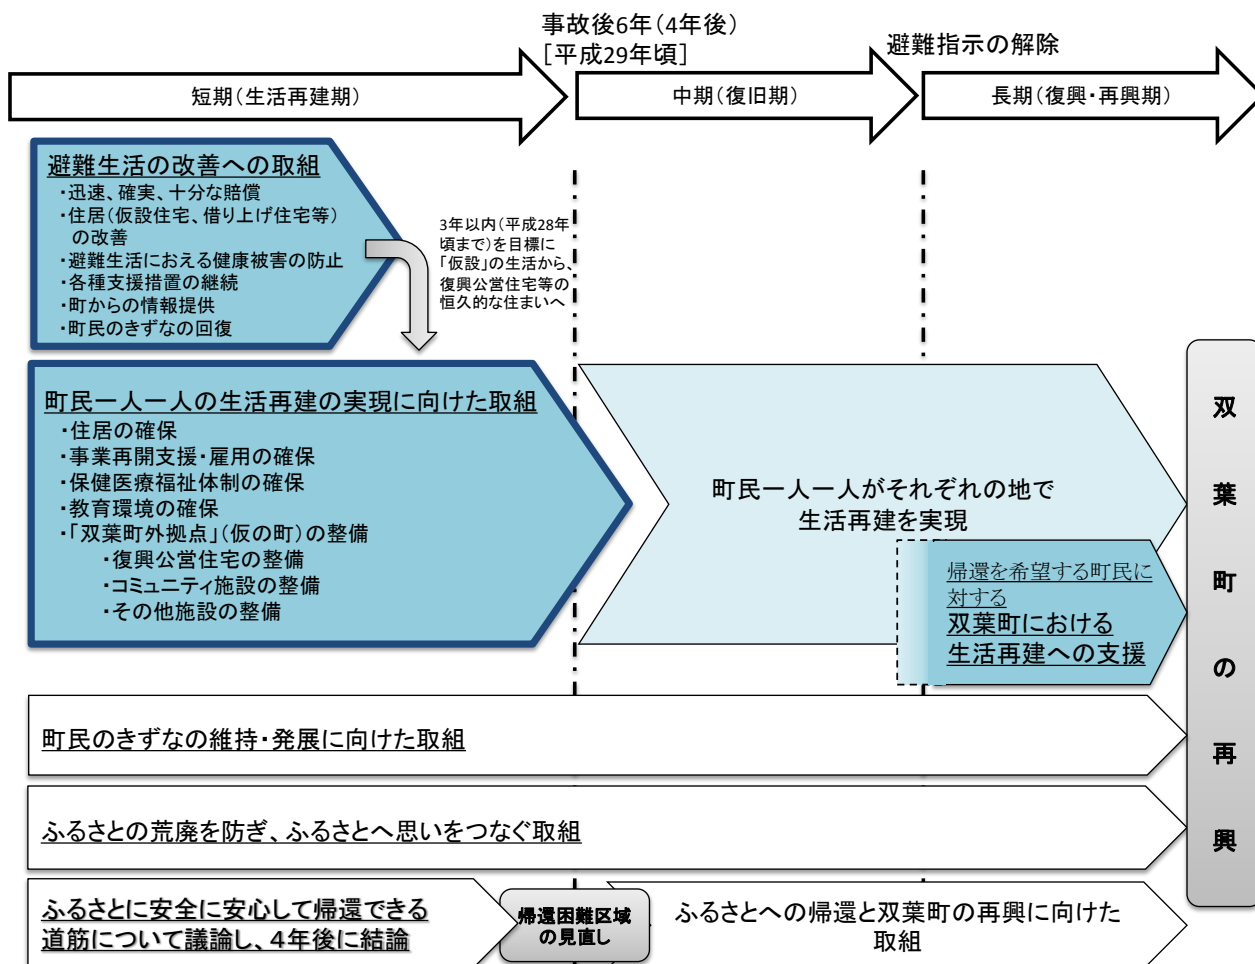 事故後6年(4年後)
[平成29年頃]
避難指示の解除
短期(生活再建期)
中期(復旧期)
長期(復興・再興期)
避難生活の改善への取組
・迅速、確実、十分な賠償
・住居(仮設住宅、借り上げ住宅等)
の改善
・避難生活におえる健康被害の防止
・各種支援措置の継続
・町からの情報提供
・町民のきずなの回復
3年以内(平成28年
頃まで)を目標に
「仮設」の生活から、
復興公営住宅等の
恒久的な住まいへ
町民一人一人の生活再建の実現に向けた取組
・住居の確保
・事業再開支援・雇用の確保
・保健医療福祉体制の確保
・教育環境の確保
・「双葉町外拠点」(仮の町)の整備
・復興公営住宅の整備
・コミュニティ施設の整備
・その他施設の整備
町民一人一人がそれぞれの地で
生活再建を実現
帰還を希望する町民に
対する
双葉町における
生活再建への支援
町民のきずなの維持・発展に向けた取組
ふるさとの荒廃を防ぎ、ふるさとへ思いをつなぐ取組
ふるさとに安全に安心して帰還できる
道筋について議論し、4年後に結論
帰還困難区域
の見直し
ふるさとへの帰還と双葉町の再興に向けた
取組
双葉町の再興